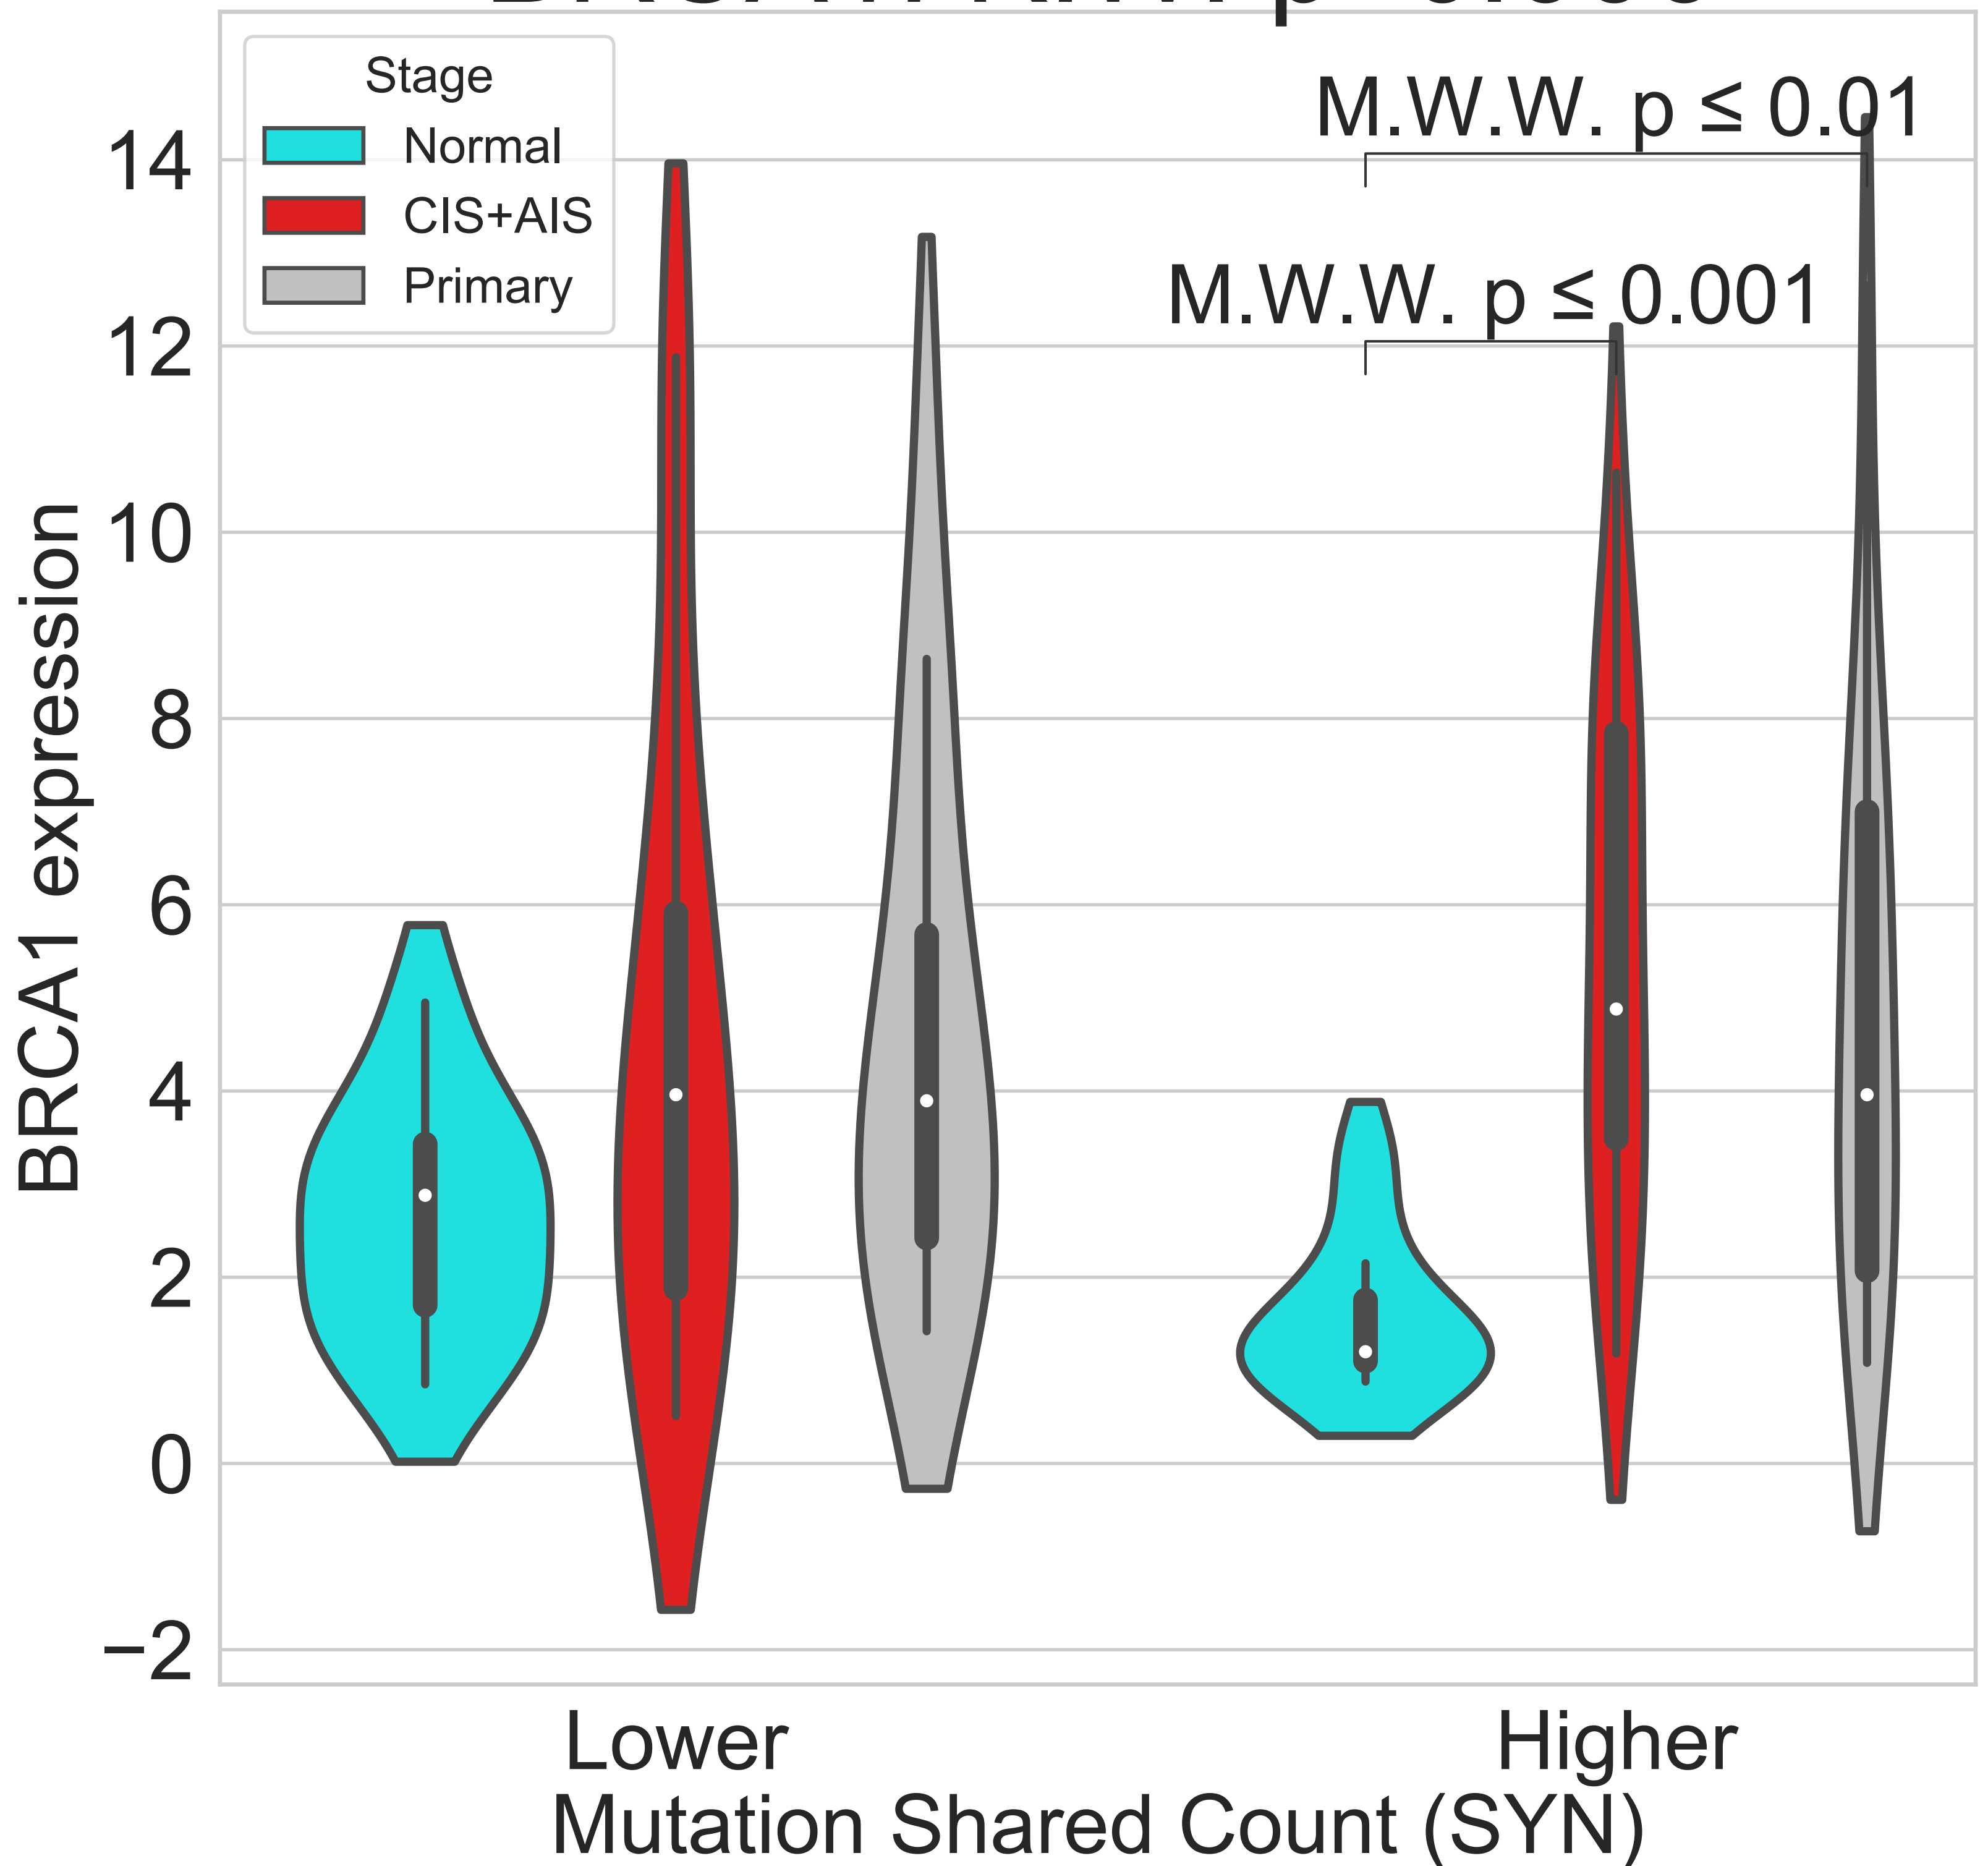 Stage
Normal
CIS+AIS
Primary
M.W.W. p ≤ 0.01
M.W.W. p ≤ 0.001
14
12
10
8
6
4
2
0
−2
BRCA1 expression
Lower
Higher
Mutation Shared Count (SYN)